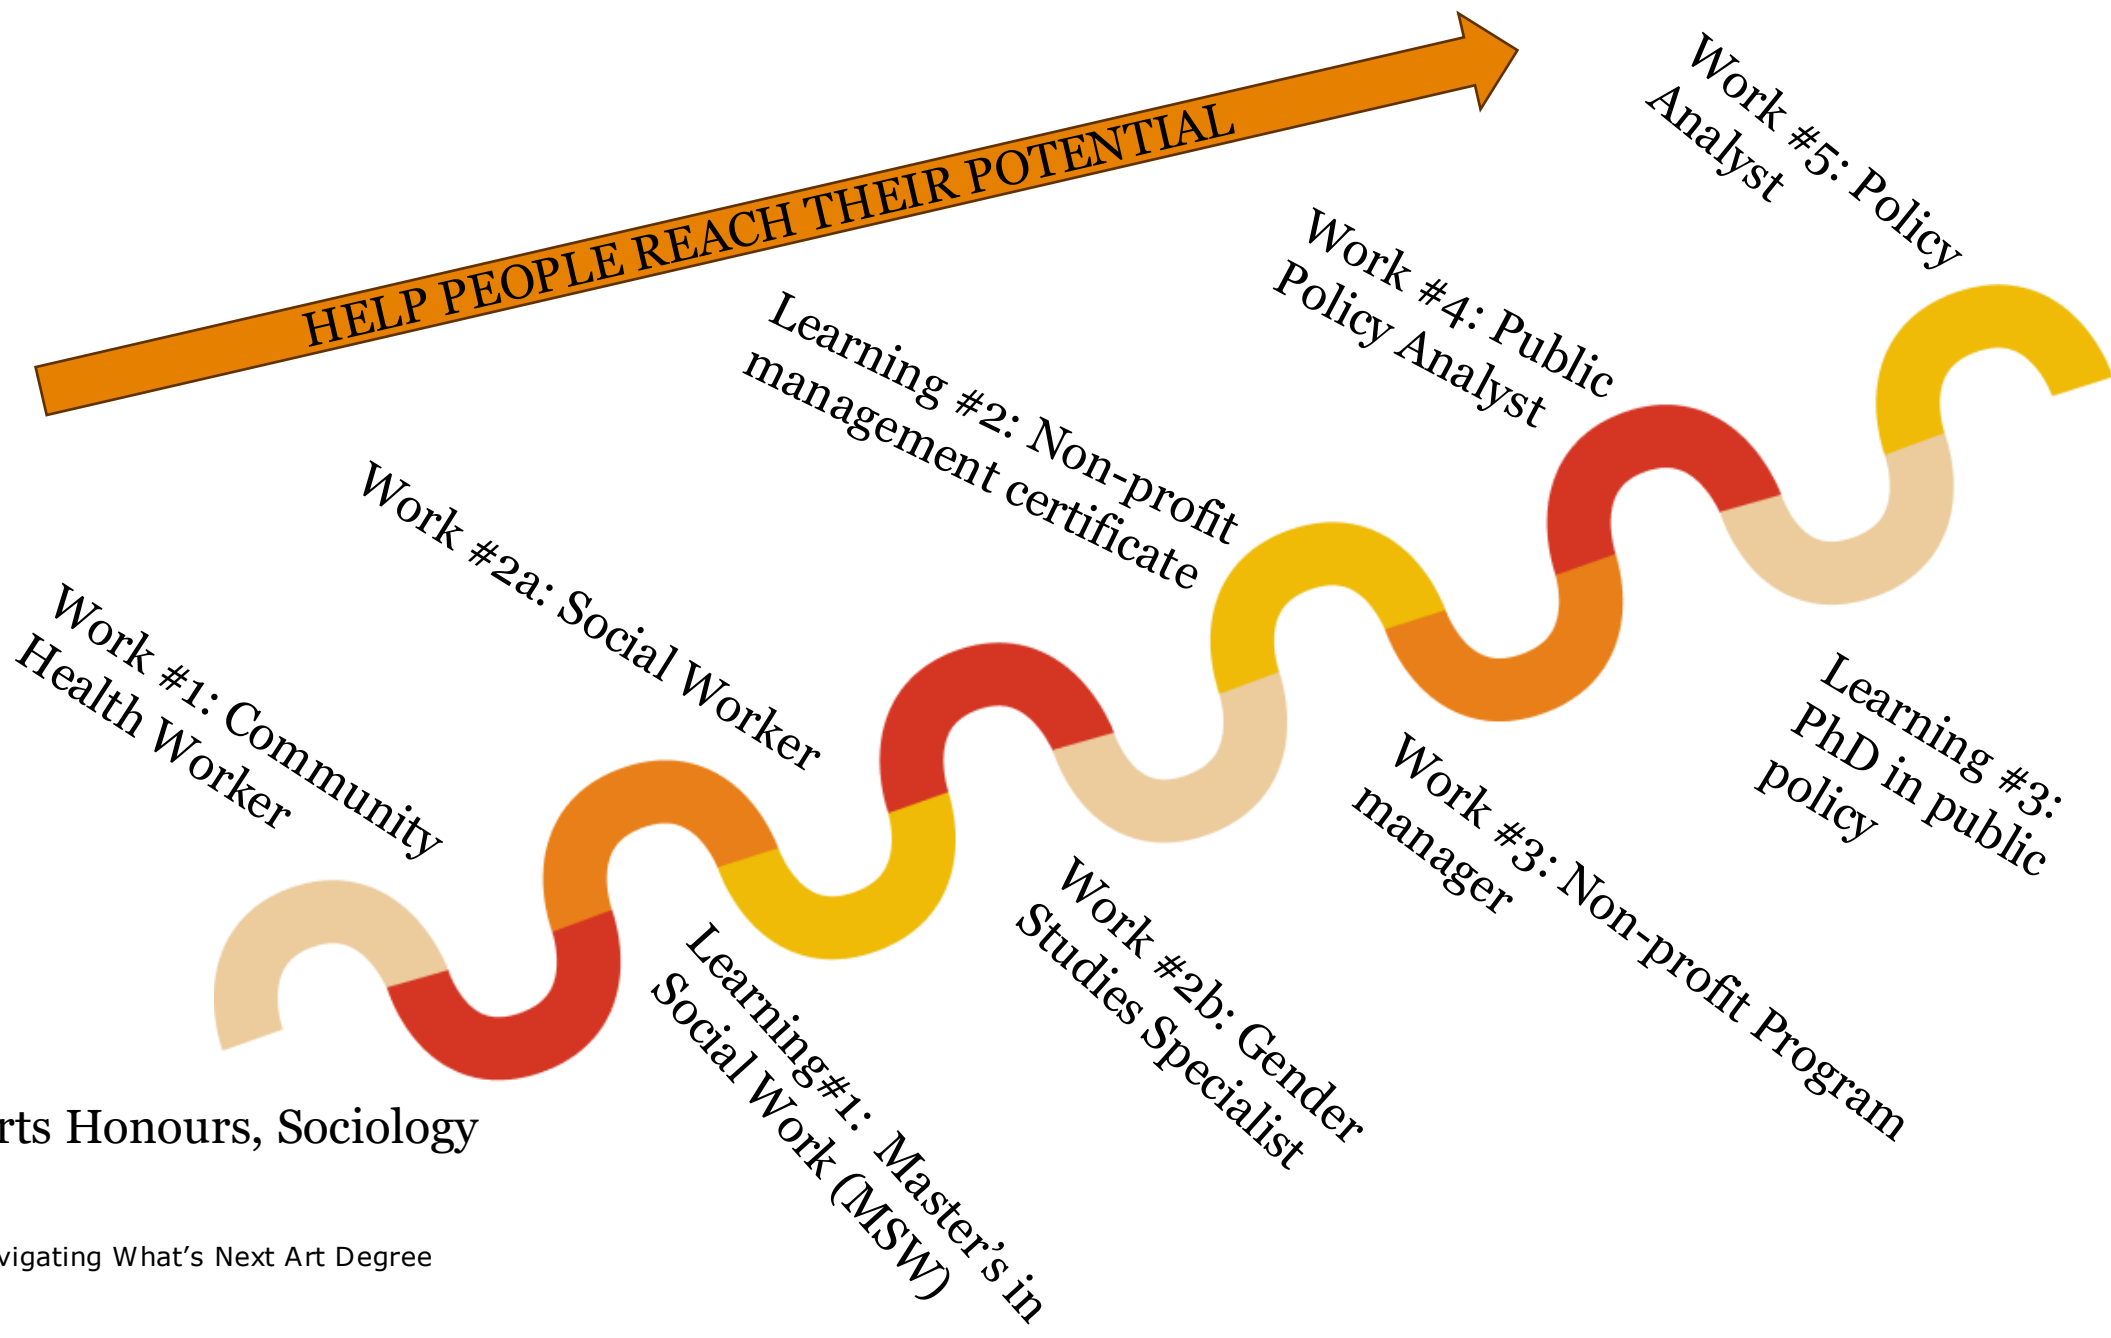 HELP PEOPLE REACH THEIR POTENTIAL
Work #1: Community
Health Worker
Work #2a: Social Worker
Learning #2: Non-profit
management certificate
Work #4: Public
Policy Analyst
Work #5: Policy
Analyst
Learning#1: Master's in
Social Work (MSW)
Work #2b: Gender
Studies Specialist
Work #3: Non-profit Program
manager
Learning #3:
PhD in public
policy
rts Honours, Sociology
vigating What's Next Art Degree